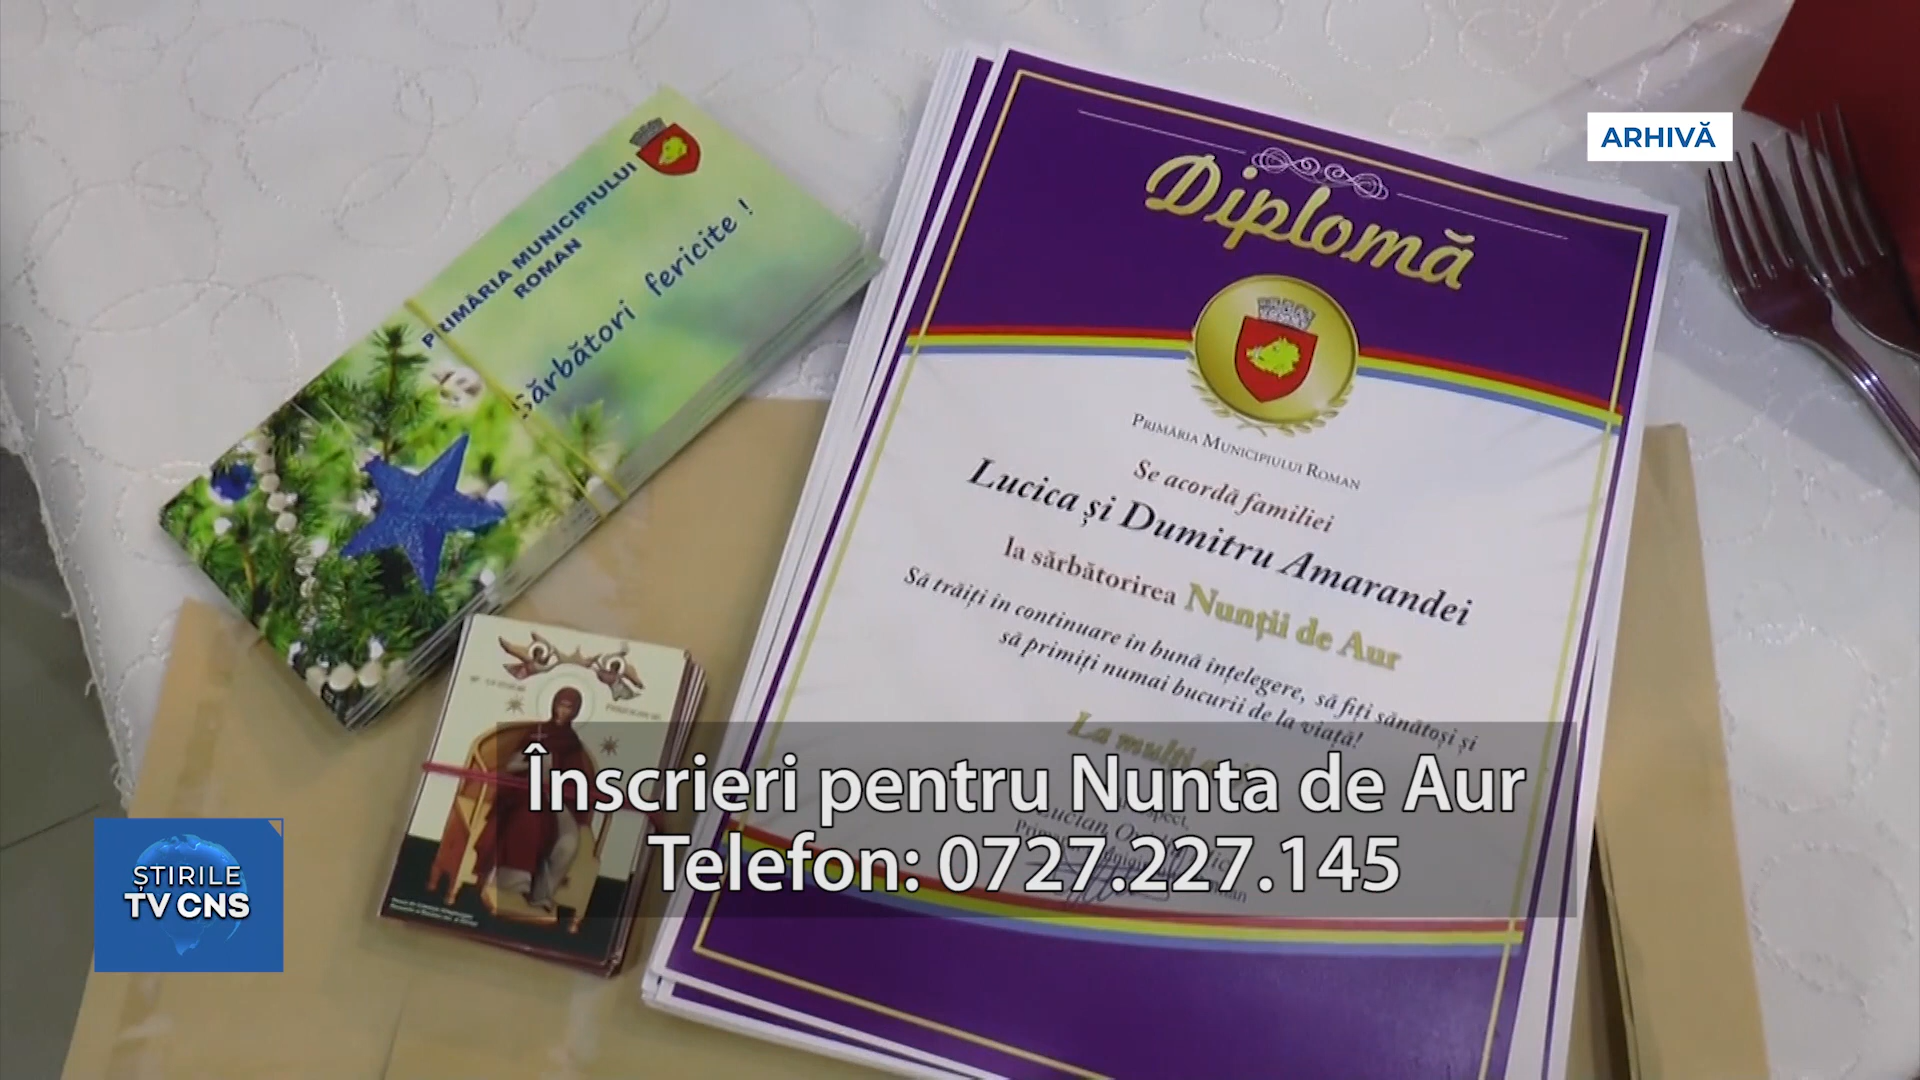 ARHIVĂ
PRIMĂRIA MUNICIPIULUI
ROMAN
Sărbători fericite !
Diplomă
PRIMĂRIA MUNICIPIULUI ROMAN
Se acordă familiei
Lucica și Dumitru Amarandei
la sărbătorirea Nunții de Aur
Să trăiți în continuare în bună înțelegere, să fiți sănătoși și
să primiți numai bucurii de la viață!
La mulți
Înscrieri pentru Nunta de Aur
Telefon: 0727.227.145
ȘTIRILE
TV CNS